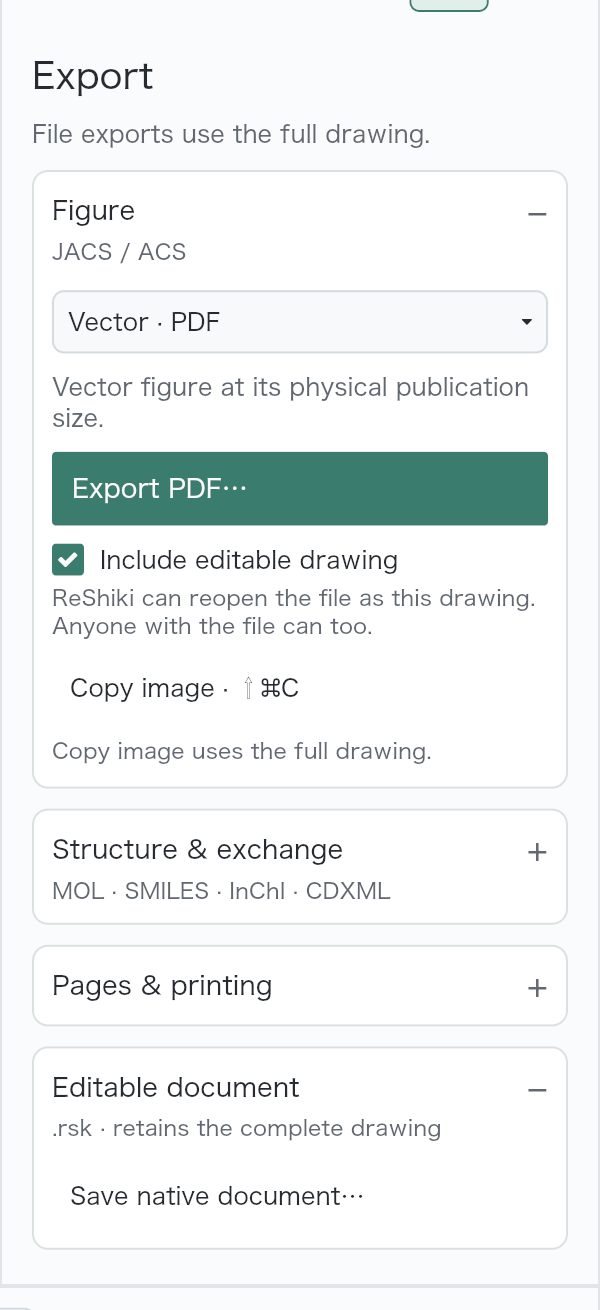 Export
File exports use the full drawing.
Figure
JACS / ACS
Vector · PDF
Vector figure at its physical publication
size.
Export PDF···
Include editable drawing
ReShiki can reopen the file as this drawing.
Anyone with the file can too.
Copy image · ⇧⌘C
Copy image uses the full drawing.
Structure & exchange
MOL · SMILES · InChI · CDXML
Pages & printing
Editable document
.rsk · retains the complete drawing
Save native document···